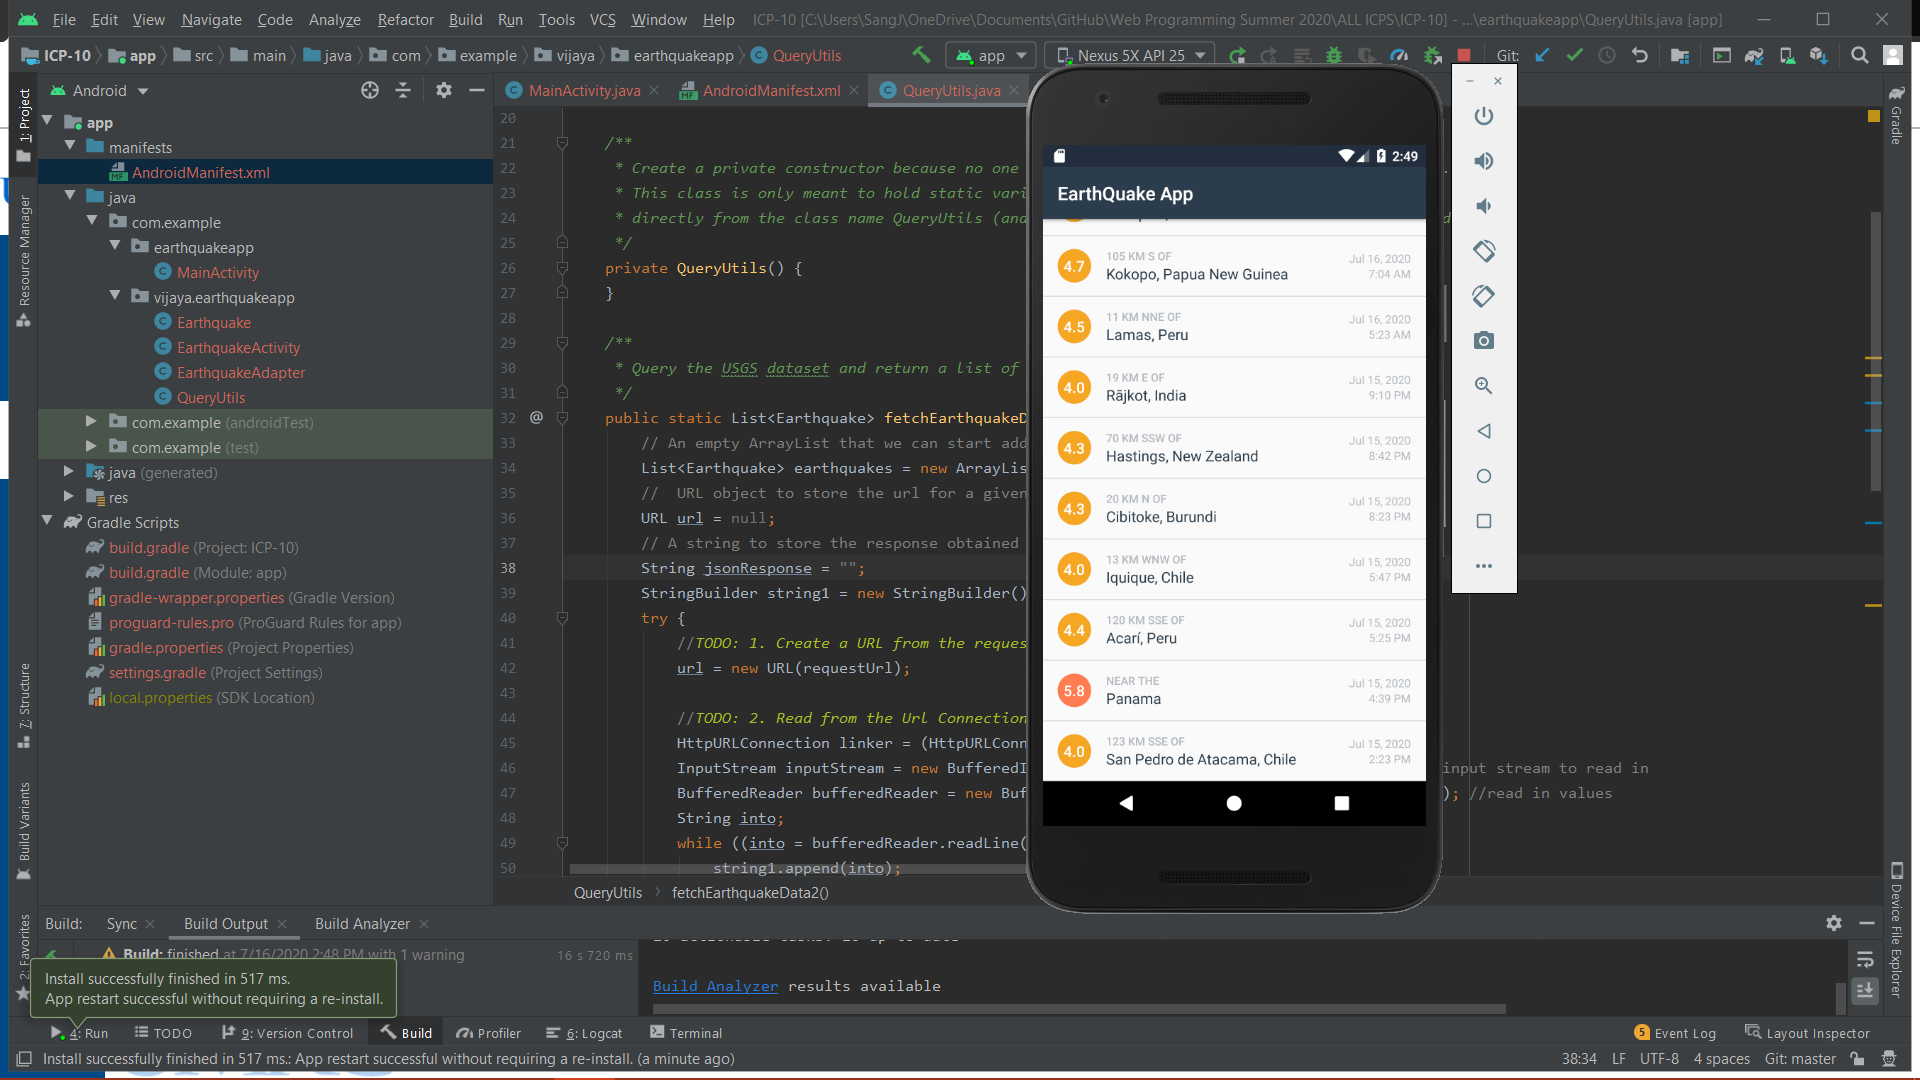 File Edit View Navigate Code Analyze Refactor Build Run Tools VCS Window Help ICP-10 [C:\Users\SangJ\OneDrive\Documents\GitHub\Web Programming Summer 2020\ALL ICPS\ICP-10] - ...\earthquakeapp\QueryUtils.java [app]
ICP-10 app src main java com example vijaya earthquakeapp QueryUtils app Nexus 5X API 25 Git:
Android MainActivity.java AndroidManifest.xml QueryUtils.java
1: Project
Resource Manager
7: Structure
Build Variants
2: Favorites
app
manifests
AndroidManifest.xml
java
com.example
earthquakeapp
MainActivity
vijaya.earthquakeapp
Earthquake
EarthquakeActivity
EarthquakeAdapter
QueryUtils
com.example (androidTest)
com.example (test)
java (generated)
res
Gradle Scripts
build.gradle (Project: ICP-10)
build.gradle (Module: app)
gradle-wrapper.properties (Gradle Version)
proguard-rules.pro (ProGuard Rules for app)
gradle.properties (Project Properties)
settings.gradle (Project Settings)
local.properties (SDK Location)
20
21 /**
22 * Create a private constructor because no one
23 * This class is only meant to hold static vari
24 * directly from the class name QueryUtils (an
25 */
26 private QueryUtils() {
27 }
28
29 /**
30 * Query the USGS dataset and return a list of
31 */
32 @ public static List<Earthquake> fetchEarthquakeD
33 // An empty ArrayList that we can start add
34 List<Earthquake> earthquakes = new ArrayLis
35 // URL object to store the url for a given
36 URL url = null;
37 // A string to store the response obtained
38 String jsonResponse = "";
39 StringBuilder string1 = new StringBuilder()
40 try {
41 //TODO: 1. Create a URL from the reques
42 url = new URL(requestUrl);
43
44 //TODO: 2. Read from the Url Connection
45 HttpURLConnection linker = (HttpURLConn
46 InputStream inputStream = new BufferedI input stream to read in
47 BufferedReader bufferedReader = new Buf ); //read in values
48 String into;
49 while ((into = bufferedReader.readLine(
50 string1.append(into);
QueryUtils fetchEarthquakeData2()
2:49
EarthQuake App
4.7 105 KM S OF Jul 16, 2020
Kokopo, Papua New Guinea 7:04 AM
4.5 11 KM NNE OF Jul 16, 2020
Lamas, Peru 5:23 AM
4.0 19 KM E OF Jul 15, 2020
Rājkot, India 9:10 PM
4.3 70 KM SSW OF Jul 15, 2020
Hastings, New Zealand 8:42 PM
4.3 20 KM N OF Jul 15, 2020
Cibitoke, Burundi 8:23 PM
4.0 13 KM WNW OF Jul 15, 2020
Iquique, Chile 5:47 PM
4.4 120 KM SSE OF Jul 15, 2020
Acarí, Peru 5:25 PM
5.8 NEAR THE Jul 15, 2020
Panama 4:39 PM
4.0 123 KM SSE OF Jul 15, 2020
San Pedro de Atacama, Chile 2:23 PM
Gradle
Device File Explorer
Build: Sync Build Output Build Analyzer
Build: finished at 7/16/2020 2:48 PM with 1 warning 16 s 720 ms
Install successfully finished in 517 ms.
App restart successful without requiring a re-install.
Build Analyzer results available
4: Run TODO 9: Version Control Build Profiler 6: Logcat Terminal 5 Event Log Layout Inspector
Install successfully finished in 517 ms.: App restart successful without requiring a re-install. (a minute ago) 38:34 LF UTF-8 4 spaces Git: master